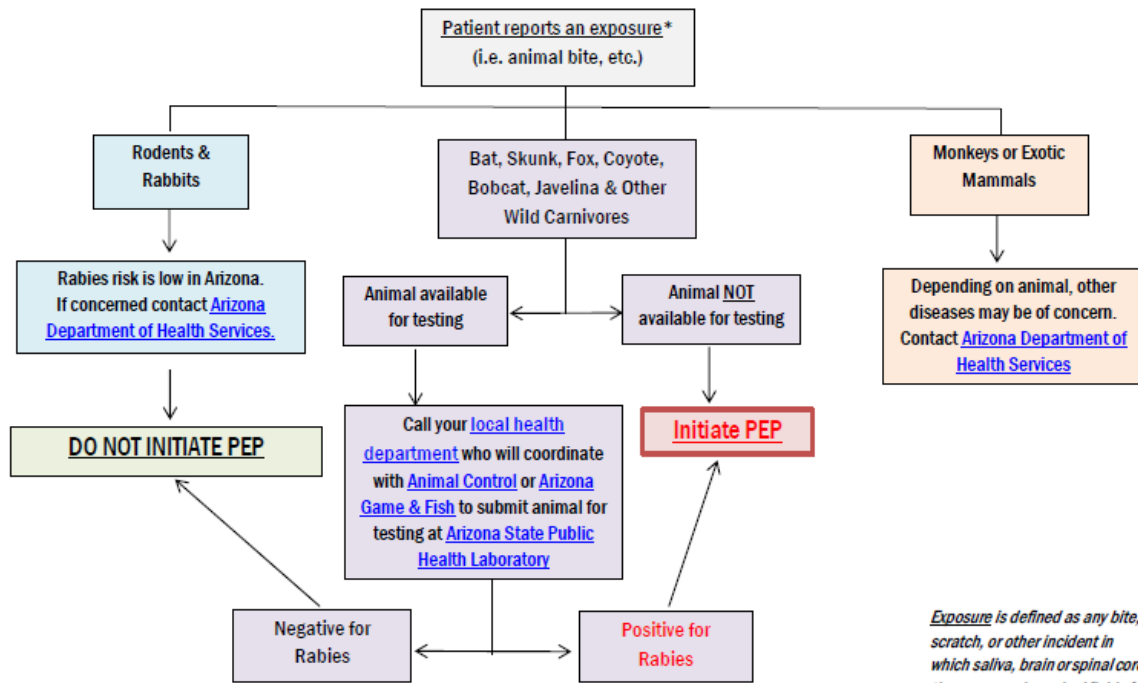 Patient reports an exposure*
(i.e. animal bite, etc.)
Rodents &
Rabbits
Bat, Skunk, Fox, Coyote,
Bobcat, Javelina & Other
Wild Carnivores
Monkeys or Exotic
Mammals
Rabies risk is low in Arizona.
If concerned contact Arizona
Department of Health Services.
Animal available
for testing
Animal NOT
available for testing
Depending on animal, other
diseases may be of concern.
Contact Arizona Department of
Health Services
DO NOT INITIATE PEP
Call your local health
department who will coordinate
with Animal Control or Arizona
Game & Fish to submit animal for
testing at Arizona State Public
Health Laboratory
Initiate PEP
Negative for
Rabies
Positive for
Rabies
Exposure is defined as any bite,
scratch, or other incident in
which saliva, brain or spinal cord